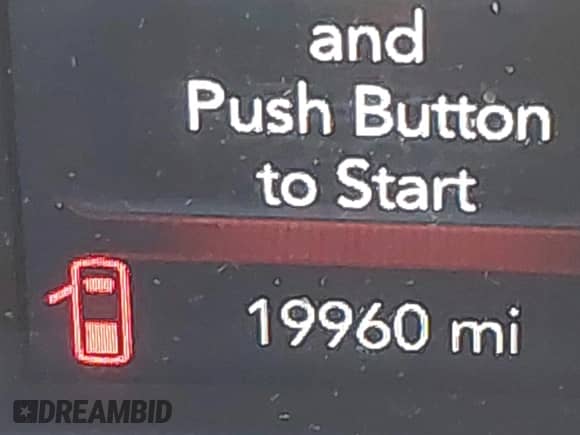 and
Push Button
to Start
19960 mi
DREAMBID